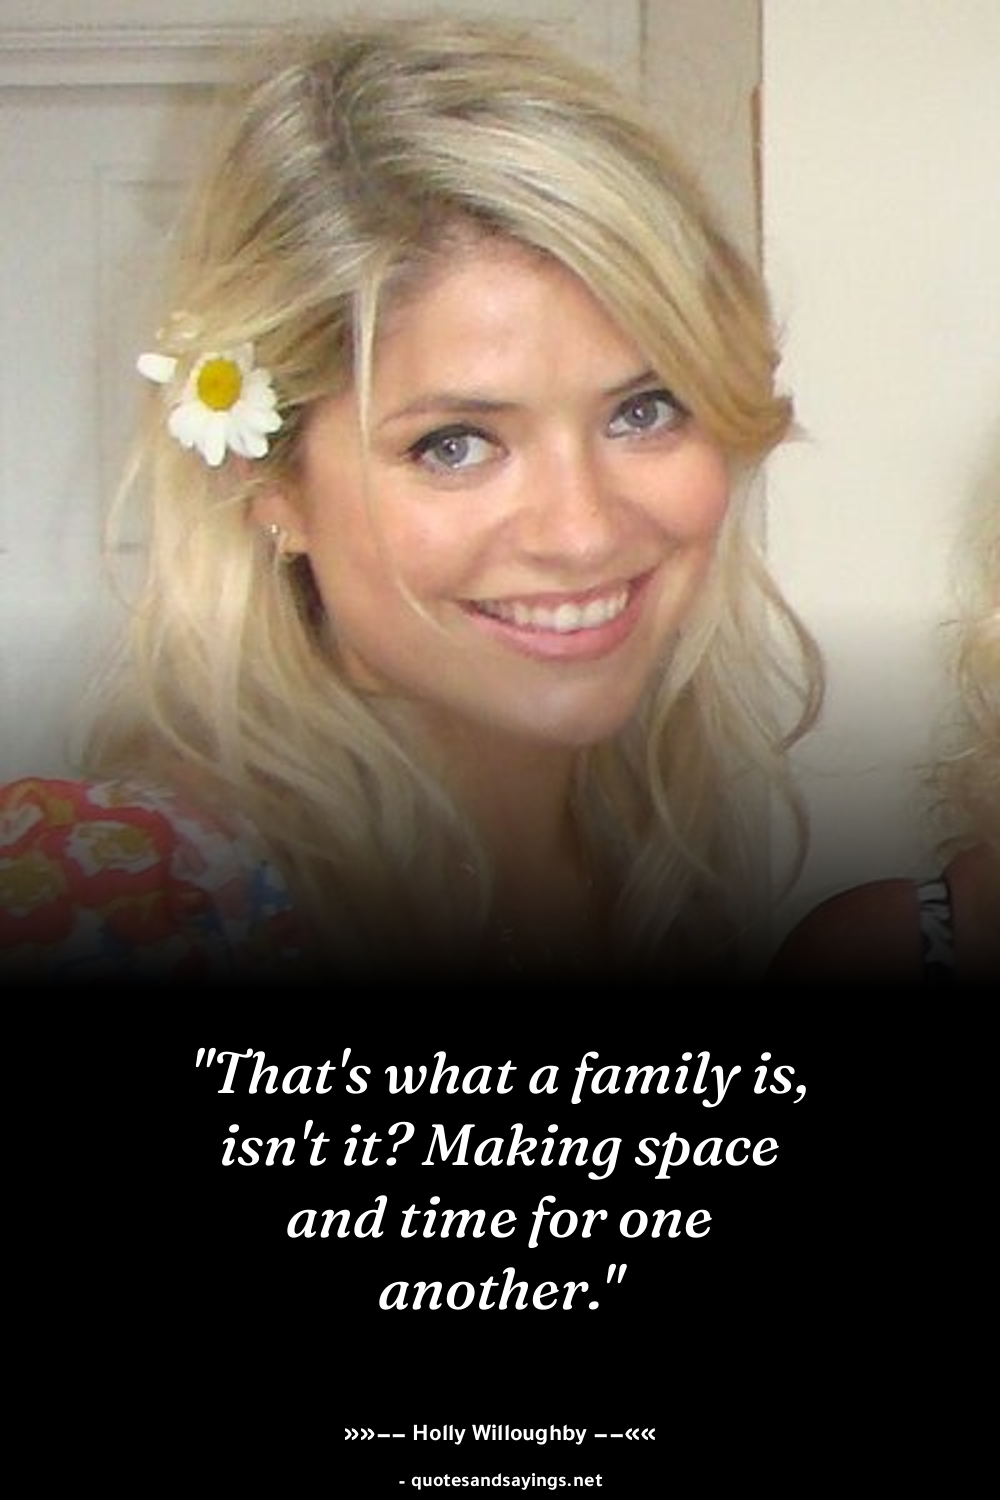 "That's what a family is,
isn't it? Making space
and time for one
another."
»»-- Holly Willoughby --««
- quotesandsayings.net